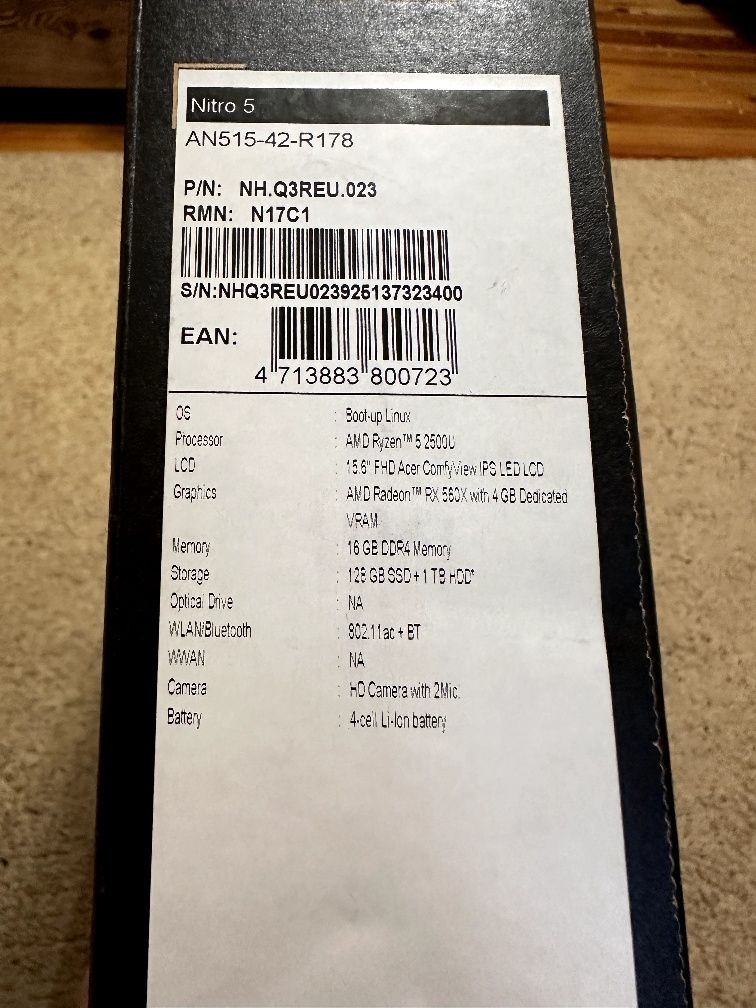 Nitro 5
AN515-42-R178
P/N: NH.Q3REU.023
RMN: N17C1
S/N:NHQ3REU023925137323400
EAN:
4 713883 800723
OS : Boot-up Linux
Processor : AMD Ryzen™ 5 2500U
LCD : 15.6" FHD Acer ComfyView IPS LED LCD
Graphics : AMD Radeon™ RX 560X with 4 GB Dedicated
VRAM
Memory : 16 GB DDR4 Memory
Storage : 128 GB SSD + 1 TB HDD*
Optical Drive : NA
WLAN/Bluetooth : 802.11ac + BT
WWAN : NA
Camera : HD Camera with 2Mic.
Battery : 4-cell Li-Ion battery